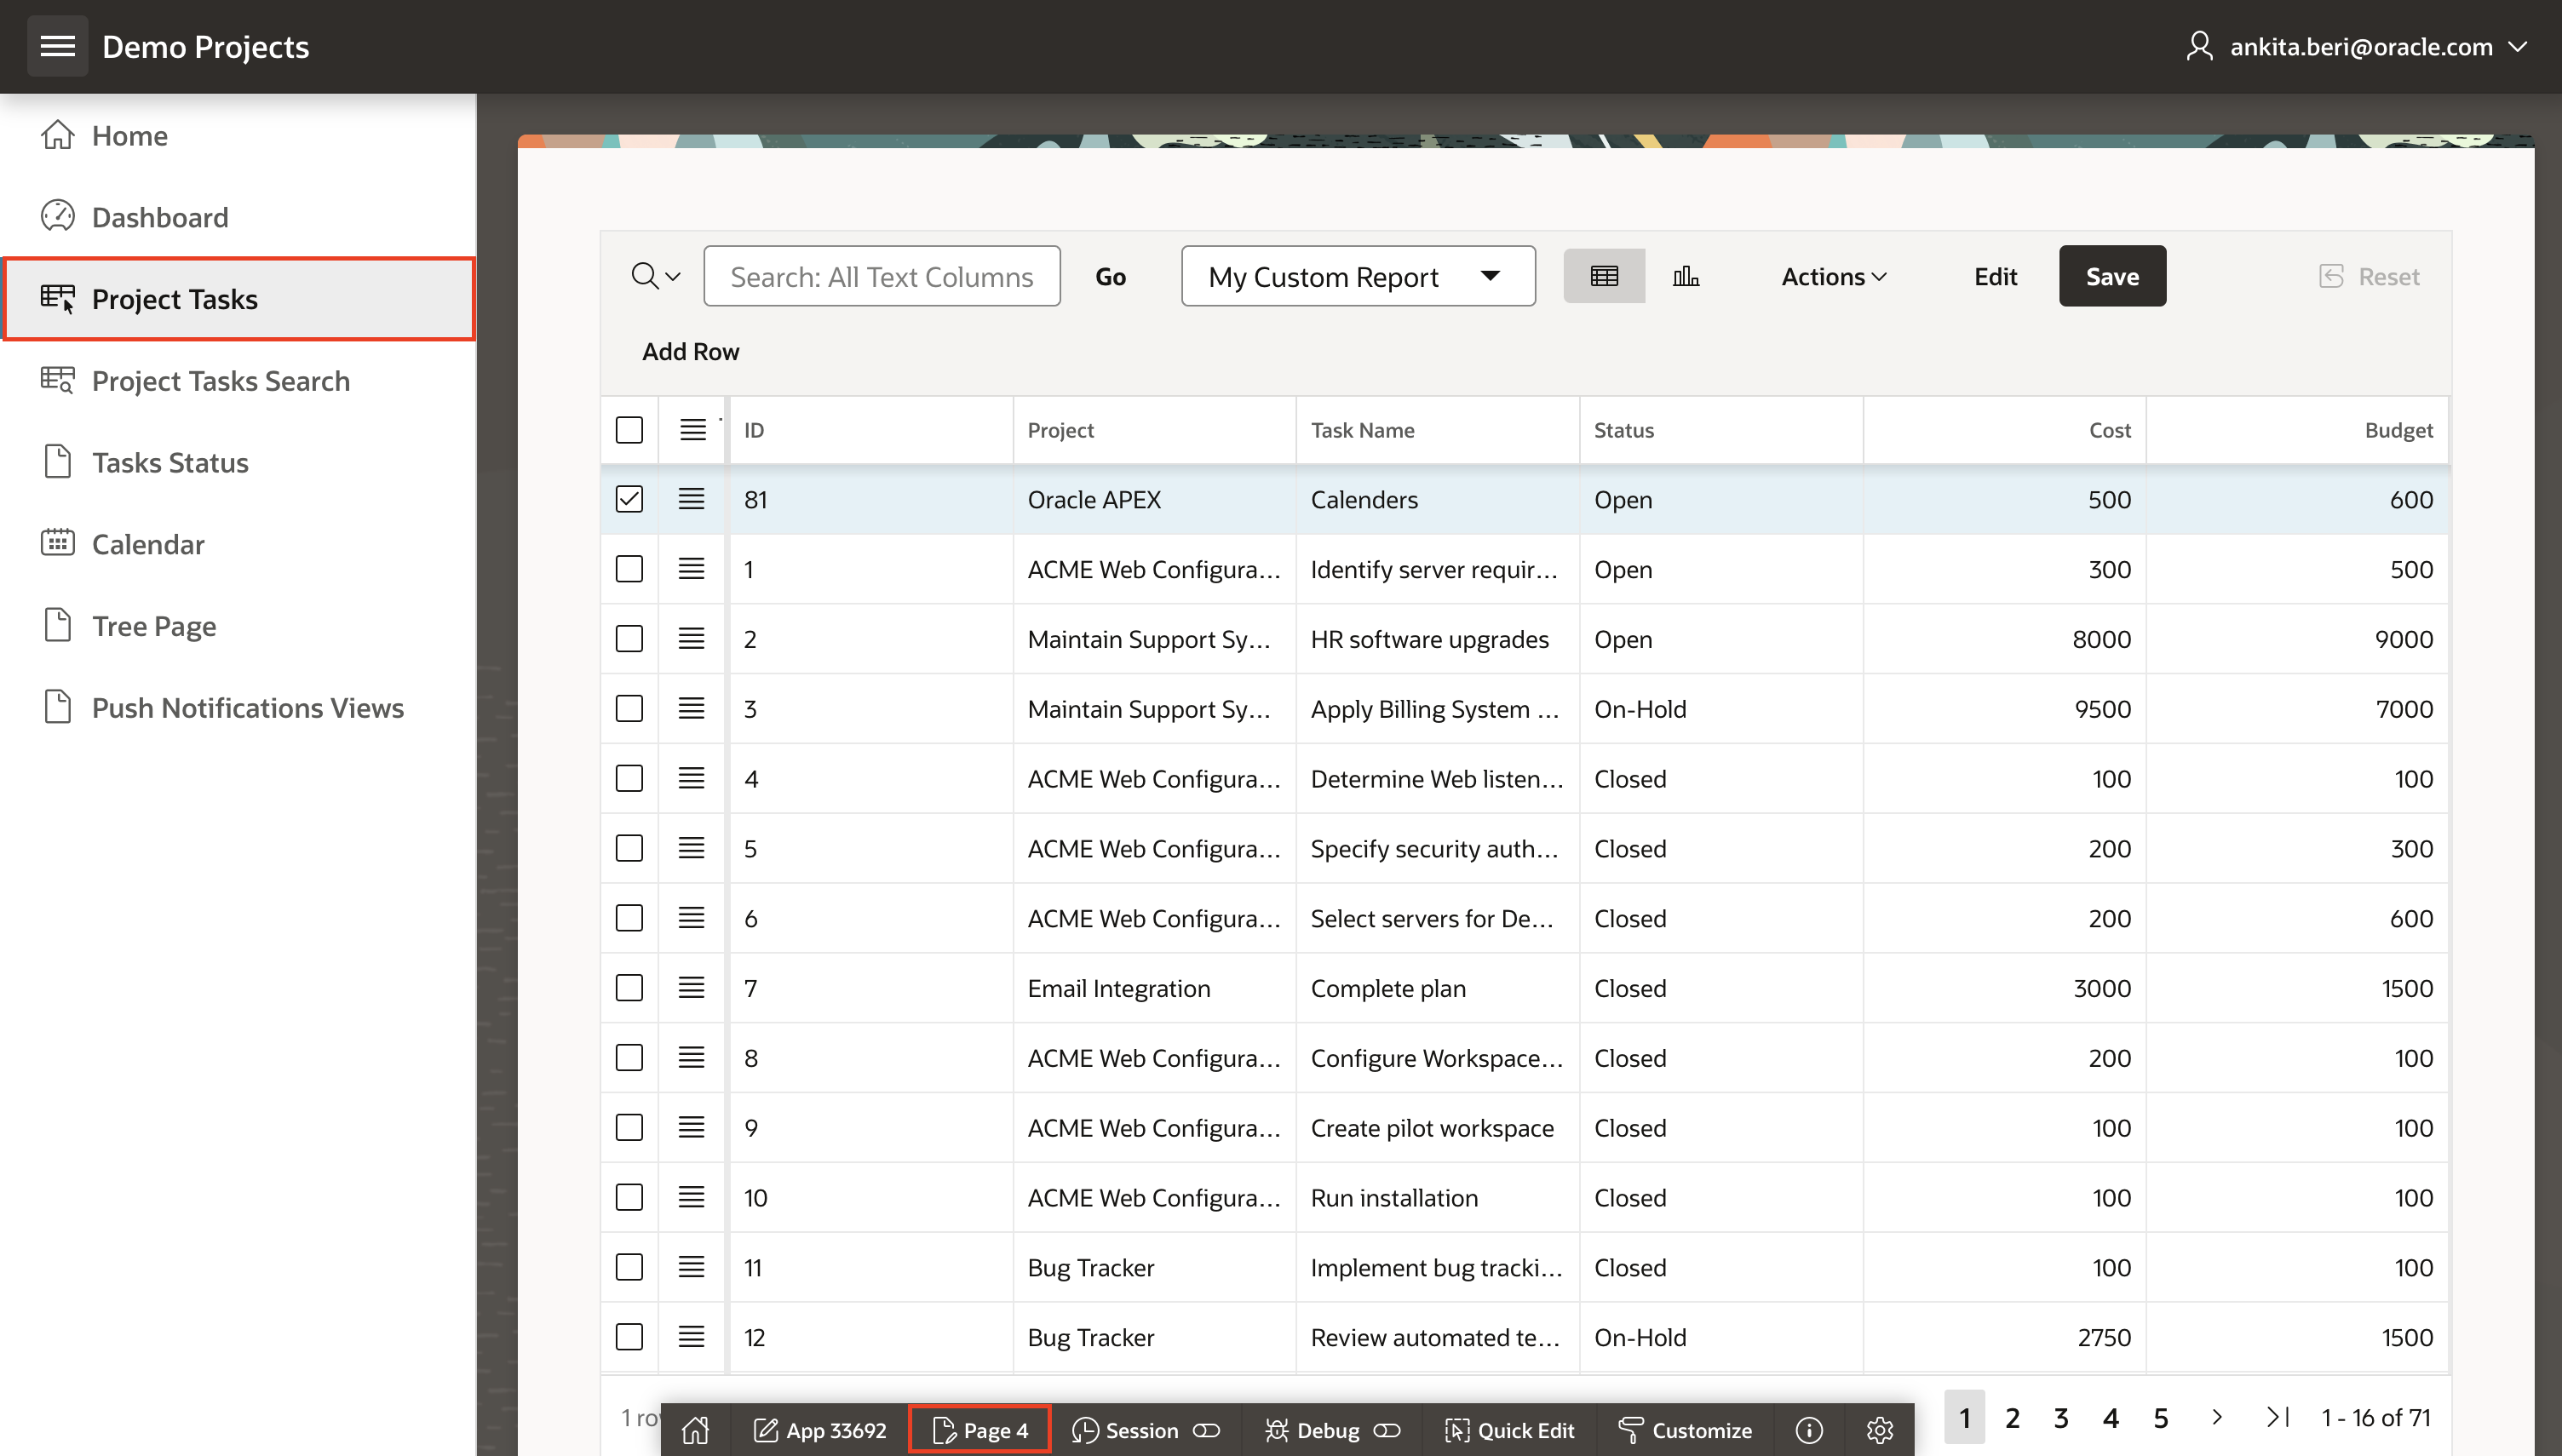 Demo Projects
ankita.beri@oracle.com
Home
Dashboard
Project Tasks
Project Tasks Search
Tasks Status
Calendar
Tree Page
Push Notifications Views
Search: All Text Columns Go My Custom Report Actions Edit Save Reset
Add Row
ID Project Task Name Status Cost Budget
81 Oracle APEX Calenders Open 500 600
1 ACME Web Configura... Identify server requir... Open 300 500
2 Maintain Support Sy... HR software upgrades Open 8000 9000
3 Maintain Support Sy... Apply Billing System ... On-Hold 9500 7000
4 ACME Web Configura... Determine Web listen... Closed 100 100
5 ACME Web Configura... Specify security auth... Closed 200 300
6 ACME Web Configura... Select servers for De... Closed 200 600
7 Email Integration Complete plan Closed 3000 1500
8 ACME Web Configura... Configure Workspace... Closed 200 100
9 ACME Web Configura... Create pilot workspace Closed 100 100
10 ACME Web Configura... Run installation Closed 100 100
11 Bug Tracker Implement bug tracki... Closed 100 100
12 Bug Tracker Review automated te... On-Hold 2750 1500
1 1 2 3 4 5 1 - 16 of 71
App 33692 Page 4 Session Debug Quick Edit Customize